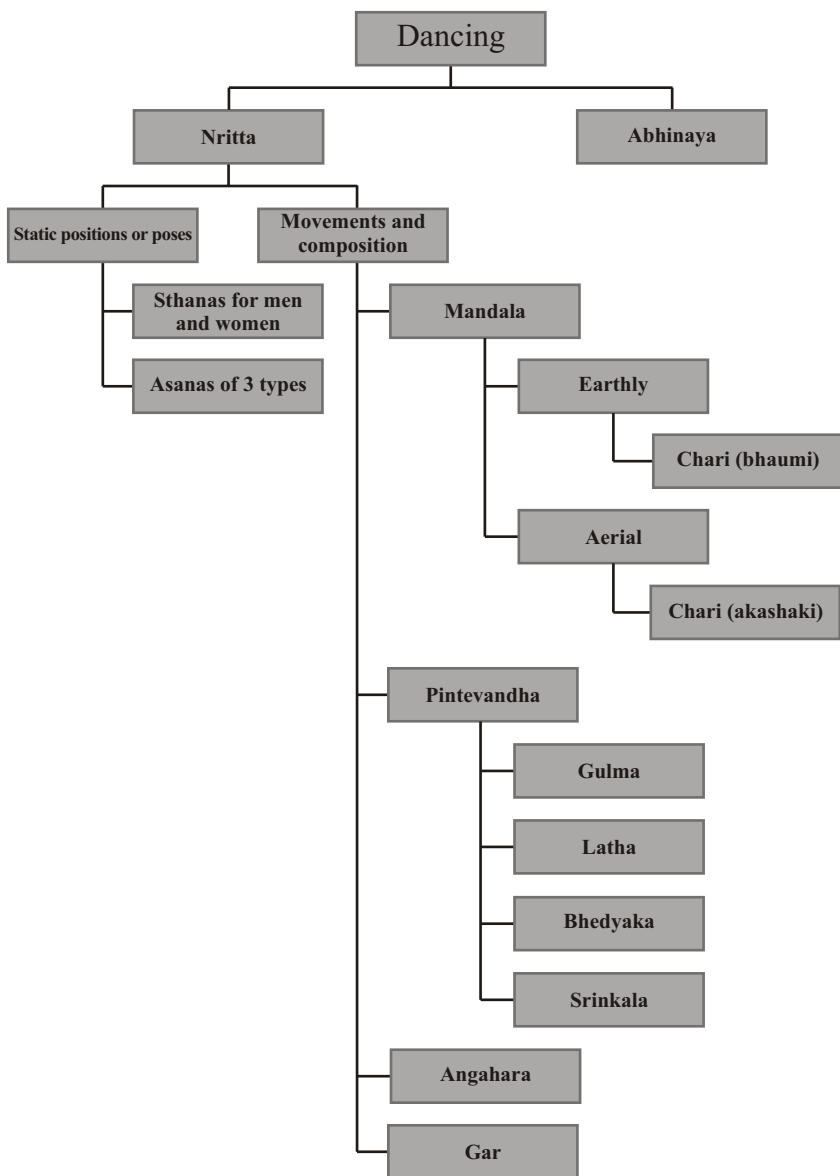 Dancing
Nritta
Abhinaya
Static positions or poses
Movements and
composition
Sthanas for men
and women
Asanas of 3 types
Mandala
Earthly
Chari (bhaumi)
Aerial
Chari (akashaki)
Pintevandha
Gulma
Latha
Bhedyaka
Srinkala
Angahara
Gar